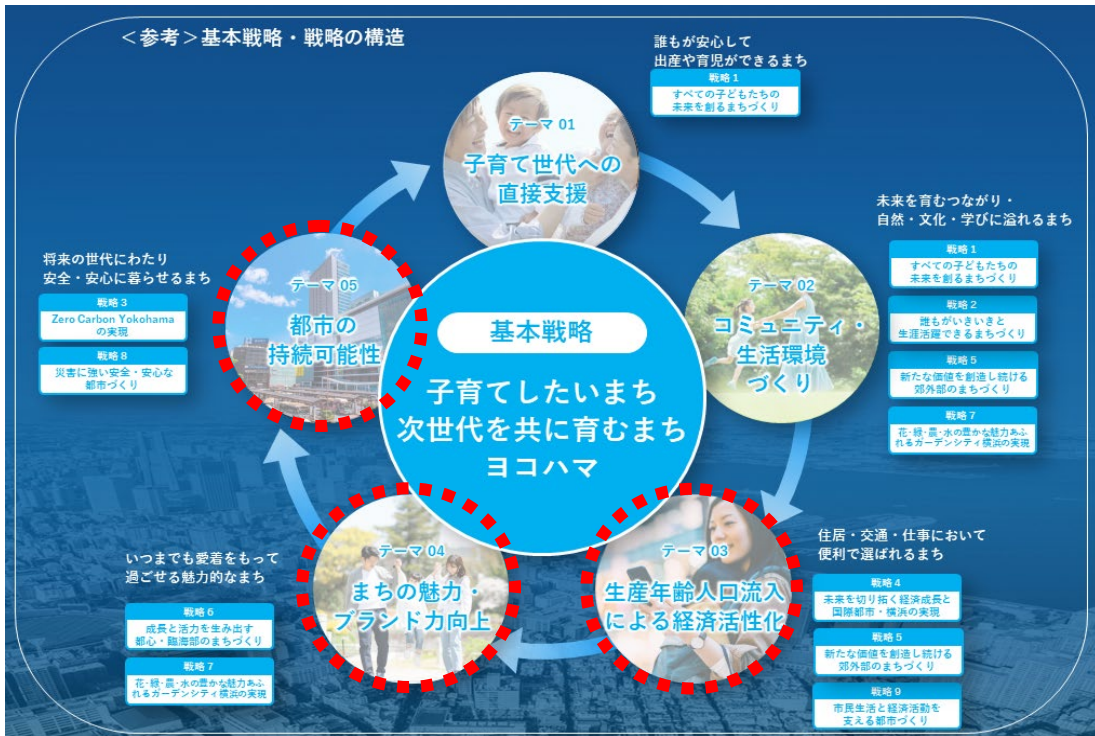 ＜参考＞基本戦略・戦略の構造
誰もが安心して
出産や育児ができるまち
戦略1
すべての子どもたちの
未来を創るまちづくり
テーマ 01
子育て世代への
直接支援
未来を育むつながり・
自然・文化・学びに溢れるまち
戦略1
すべての子どもたちの
未来を創るまちづくり
戦略2
誰もがいきいきと
生涯活躍できるまちづくり
戦略5
新たな価値を創造し続ける
郊外部のまちづくり
戦略7
花・緑・農・水の豊かな魅力あふ
れるガーデンシティ横浜の実現
テーマ 02
コミュニティ・
生活環境
づくり
将来の世代にわたり
安全・安心に暮らせるまち
戦略3
Zero Carbon Yokohama
の実現
戦略8
災害に強い安全・安心な
都市づくり
テーマ 05
都市の
持続可能性
基本戦略
子育てしたいまち
次世代を共に育むまち
ヨコハマ
住居・交通・仕事において
便利で選ばれるまち
戦略4
未来を切り拓く経済成長と
国際都市・横浜の実現
戦略5
新たな価値を創造し続ける
郊外部のまちづくり
戦略9
市民生活と経済活動を
支える都市づくり
テーマ 03
生産年齢人口流入
による経済活性化
テーマ 04
まちの魅力・
ブランド力向上
いつまでも愛着をもって
過ごせる魅力的なまち
戦略6
成長と活力を生み出す
都心・臨海部のまちづくり
戦略7
花・緑・農・水の豊かな魅力あふ
れるガーデンシティ横浜の実現